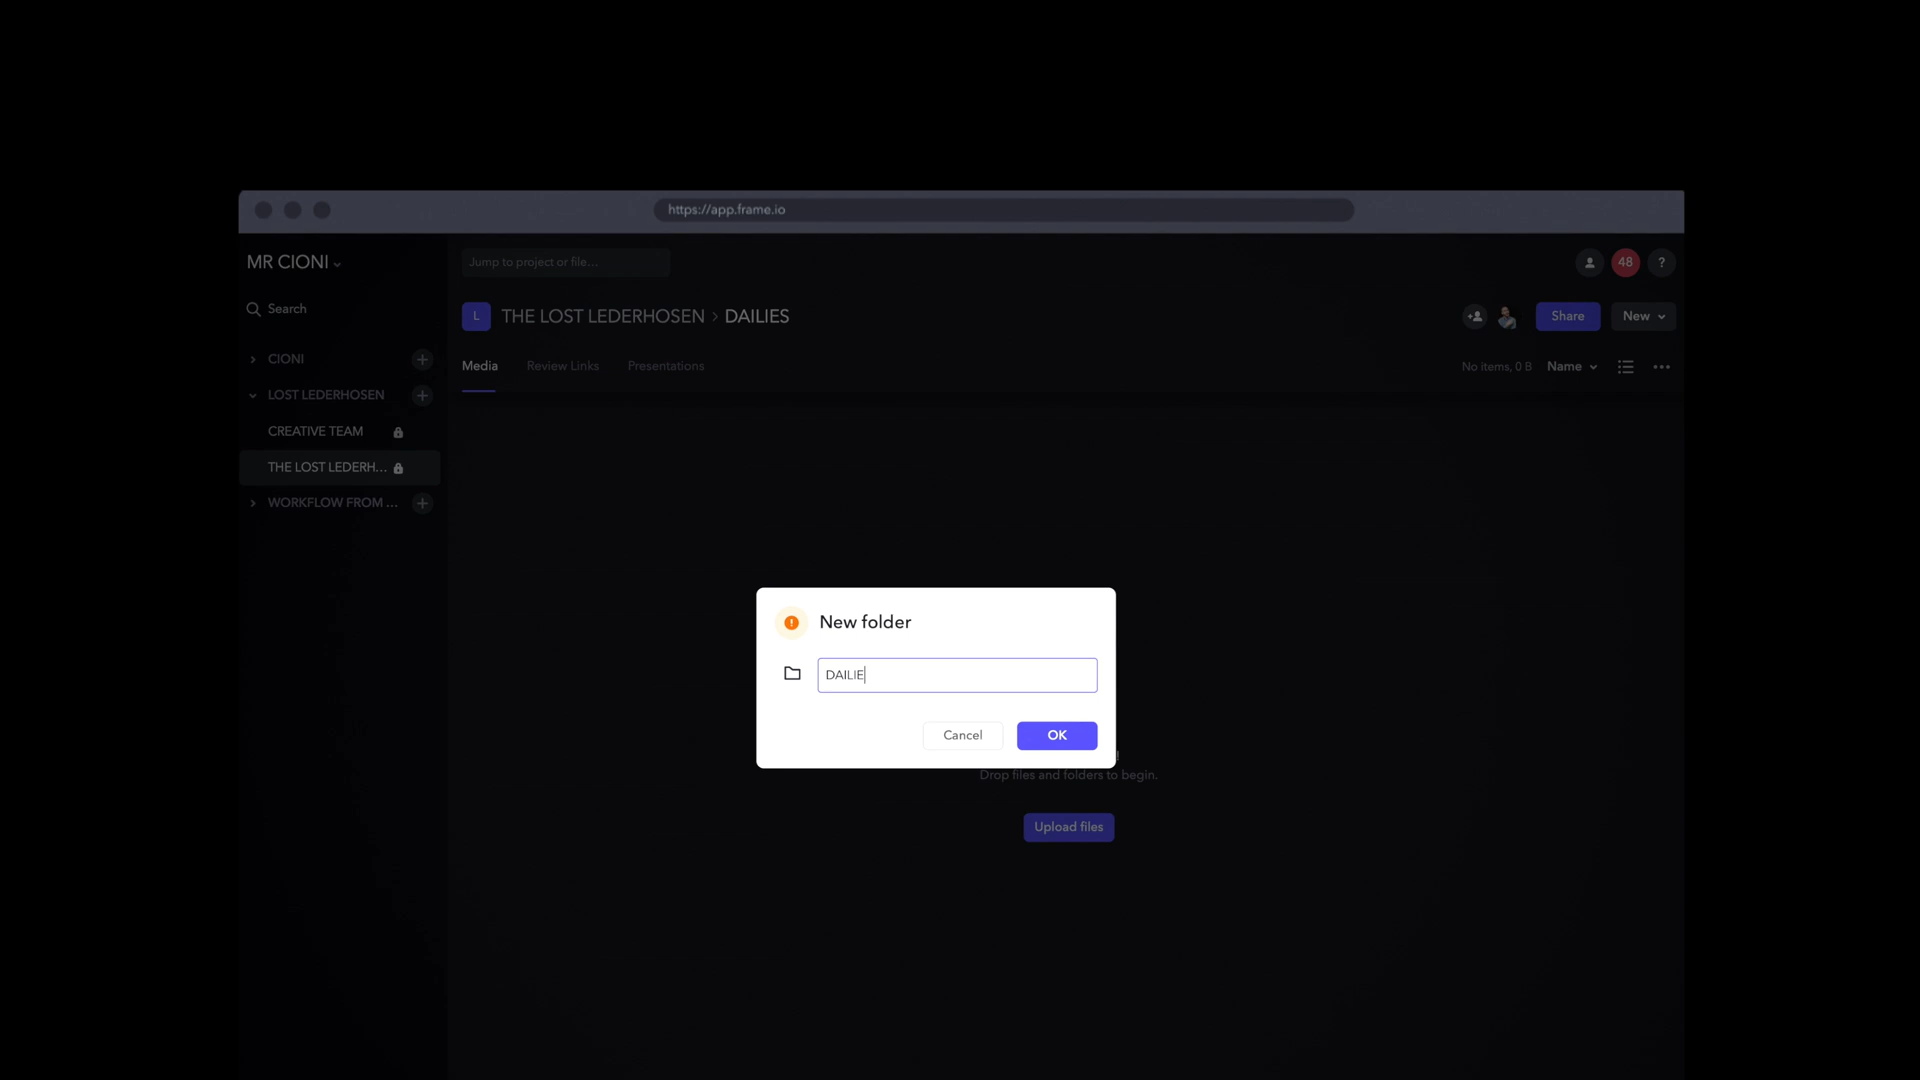 https://app.frame.io
MR CIONI
Jump to project or file...
48
?
Search
L
THE LOST LEDERHOSEN > DAILIES
Share
New
CIONI
Media
Review Links
Presentations
No items, 0 B
Name
LOST LEDERHOSEN
CREATIVE TEAM
THE LOST LEDERH...
WORKFLOW FROM ...
New folder
DAILIE
Cancel
OK
Drop files and folders to begin.
Upload files